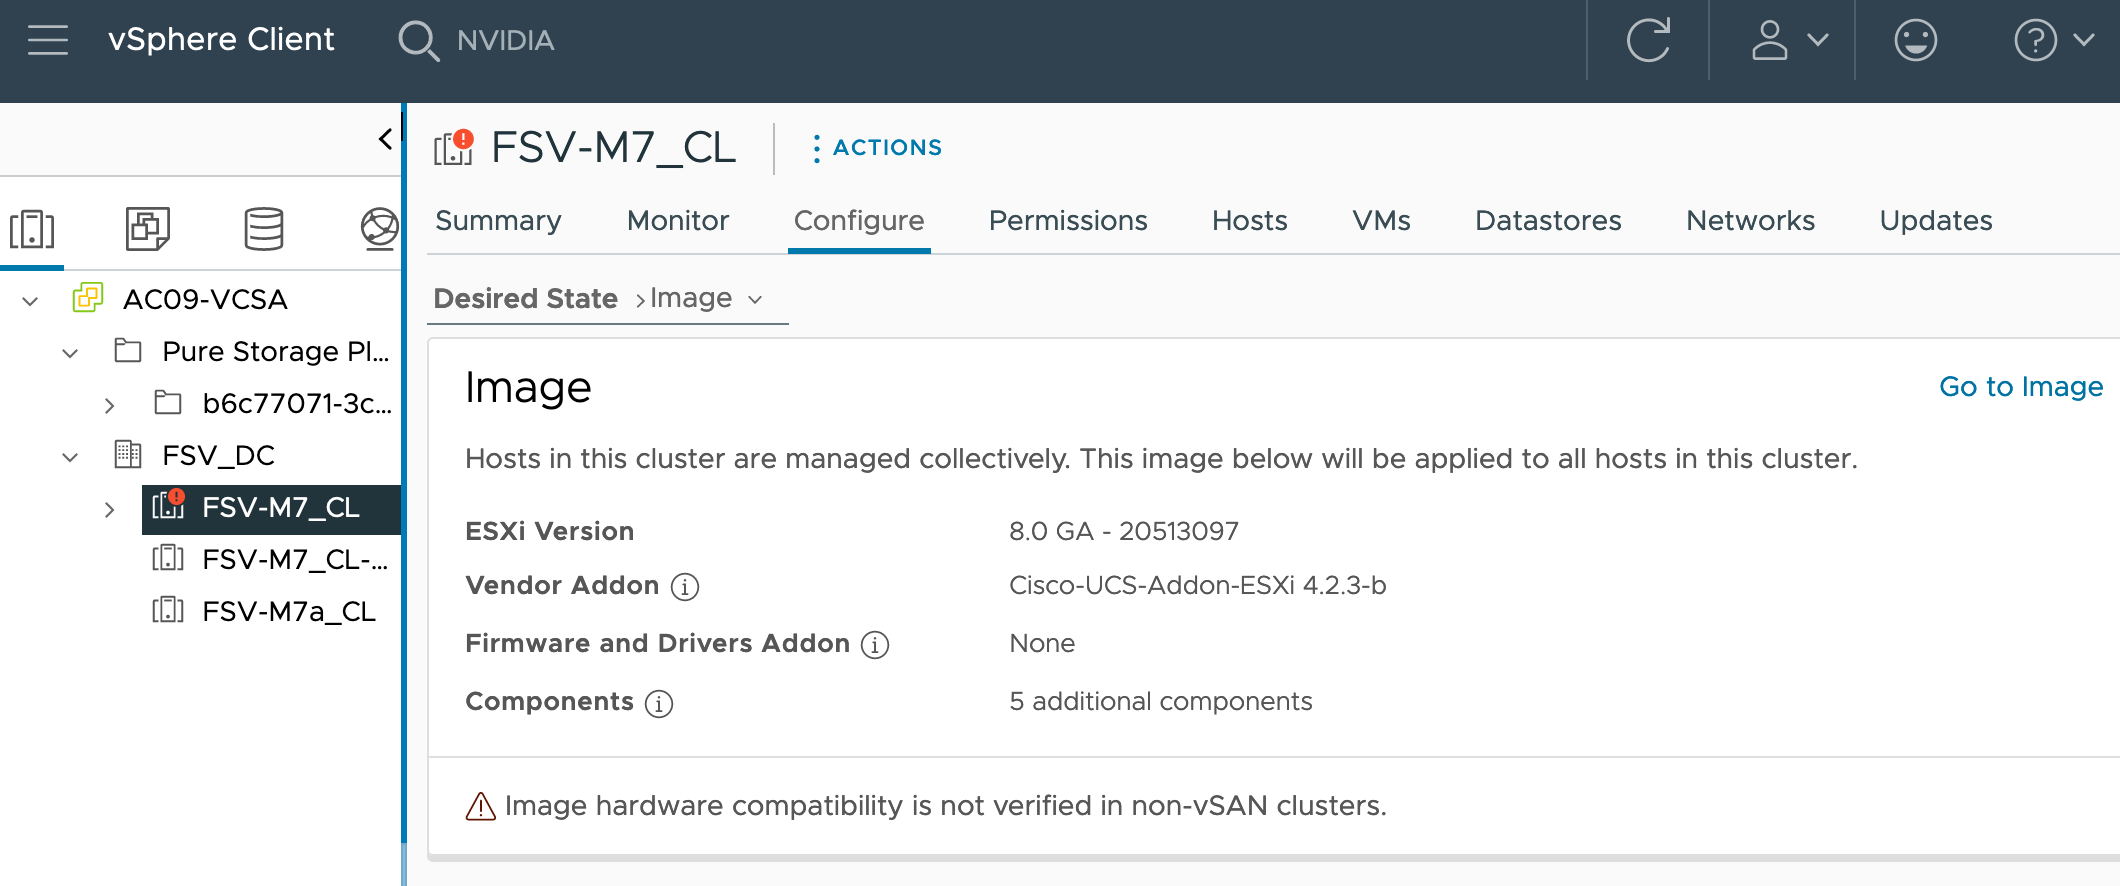 vSphere Client
NVIDIA
FSV-M7_CL
ACTIONS
Summary Monitor Configure Permissions Hosts VMs Datastores Networks Updates
AC09-VCSA
Pure Storage Pl...
b6c77071-3c...
FSV_DC
FSV-M7_CL
FSV-M7_CL-...
FSV-M7a_CL
Desired State > Image
Image
Go to Image
Hosts in this cluster are managed collectively. This image below will be applied to all hosts in this cluster.
ESXi Version 8.0 GA - 20513097
Vendor Addon Cisco-UCS-Addon-ESXi 4.2.3-b
Firmware and Drivers Addon None
Components 5 additional components
Image hardware compatibility is not verified in non-vSAN clusters.